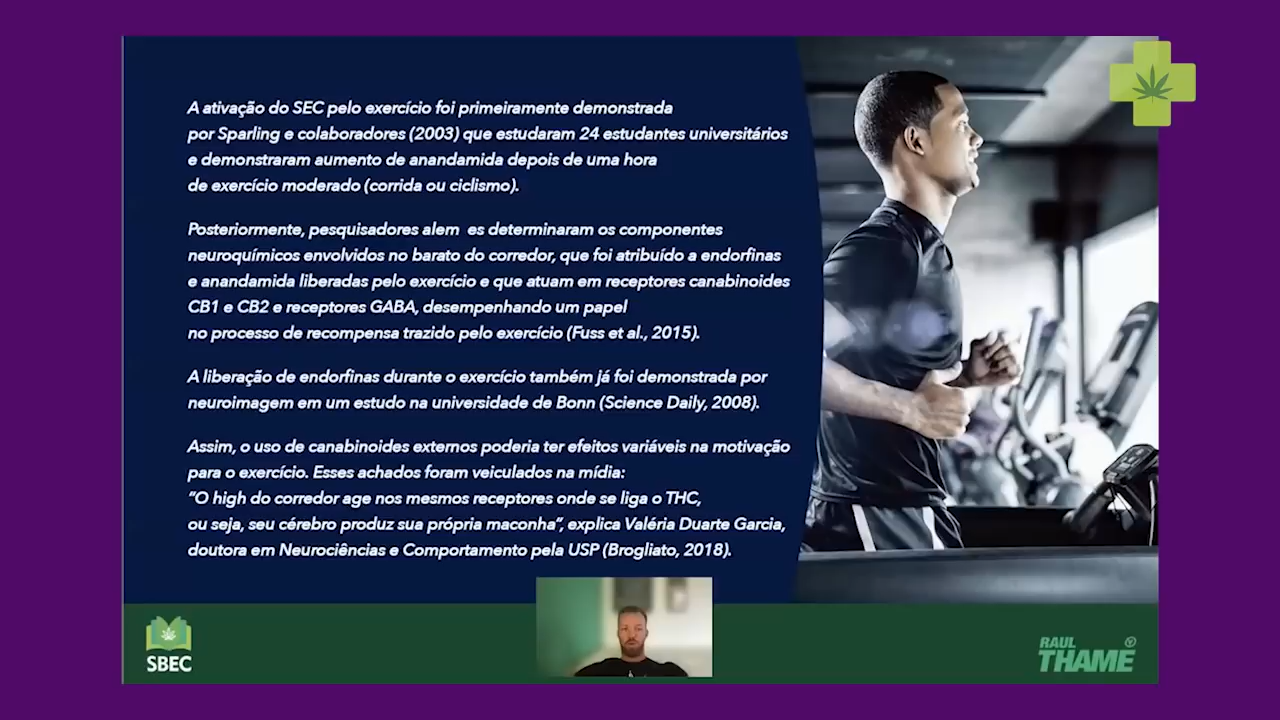 A ativação do SEC pelo exercício foi primeiramente demonstrada
por Sparling e colaboradores (2003) que estudaram 24 estudantes universitários
e demonstraram aumento de anandamida depois de uma hora
de exercício moderado (corrida ou ciclismo).
Posteriormente, pesquisadores alem  es determinaram os componentes
neuroquímicos envolvidos no barato do corredor, que foi atribuído a endorfinas
e anandamida liberadas pelo exercício e que atuam em receptores canabinoides
CB1 e CB2 e receptores GABA, desempenhando um papel
no processo de recompensa trazido pelo exercício (Fuss et al., 2015).
A liberação de endorfinas durante o exercício também já foi demonstrada por
neuroimagem em um estudo na universidade de Bonn (Science Daily, 2008).
Assim, o uso de canabinoides externos poderia ter efeitos variáveis na motivação
para o exercício. Esses achados foram veiculados na mídia:
"O high do corredor age nos mesmos receptores onde se liga o THC,
ou seja, seu cérebro produz sua própria maconha", explica Valéria Duarte Garcia,
doutora em Neurociências e Comportamento pela USP (Brogliato, 2018).
SBEC
RAUL
THAME